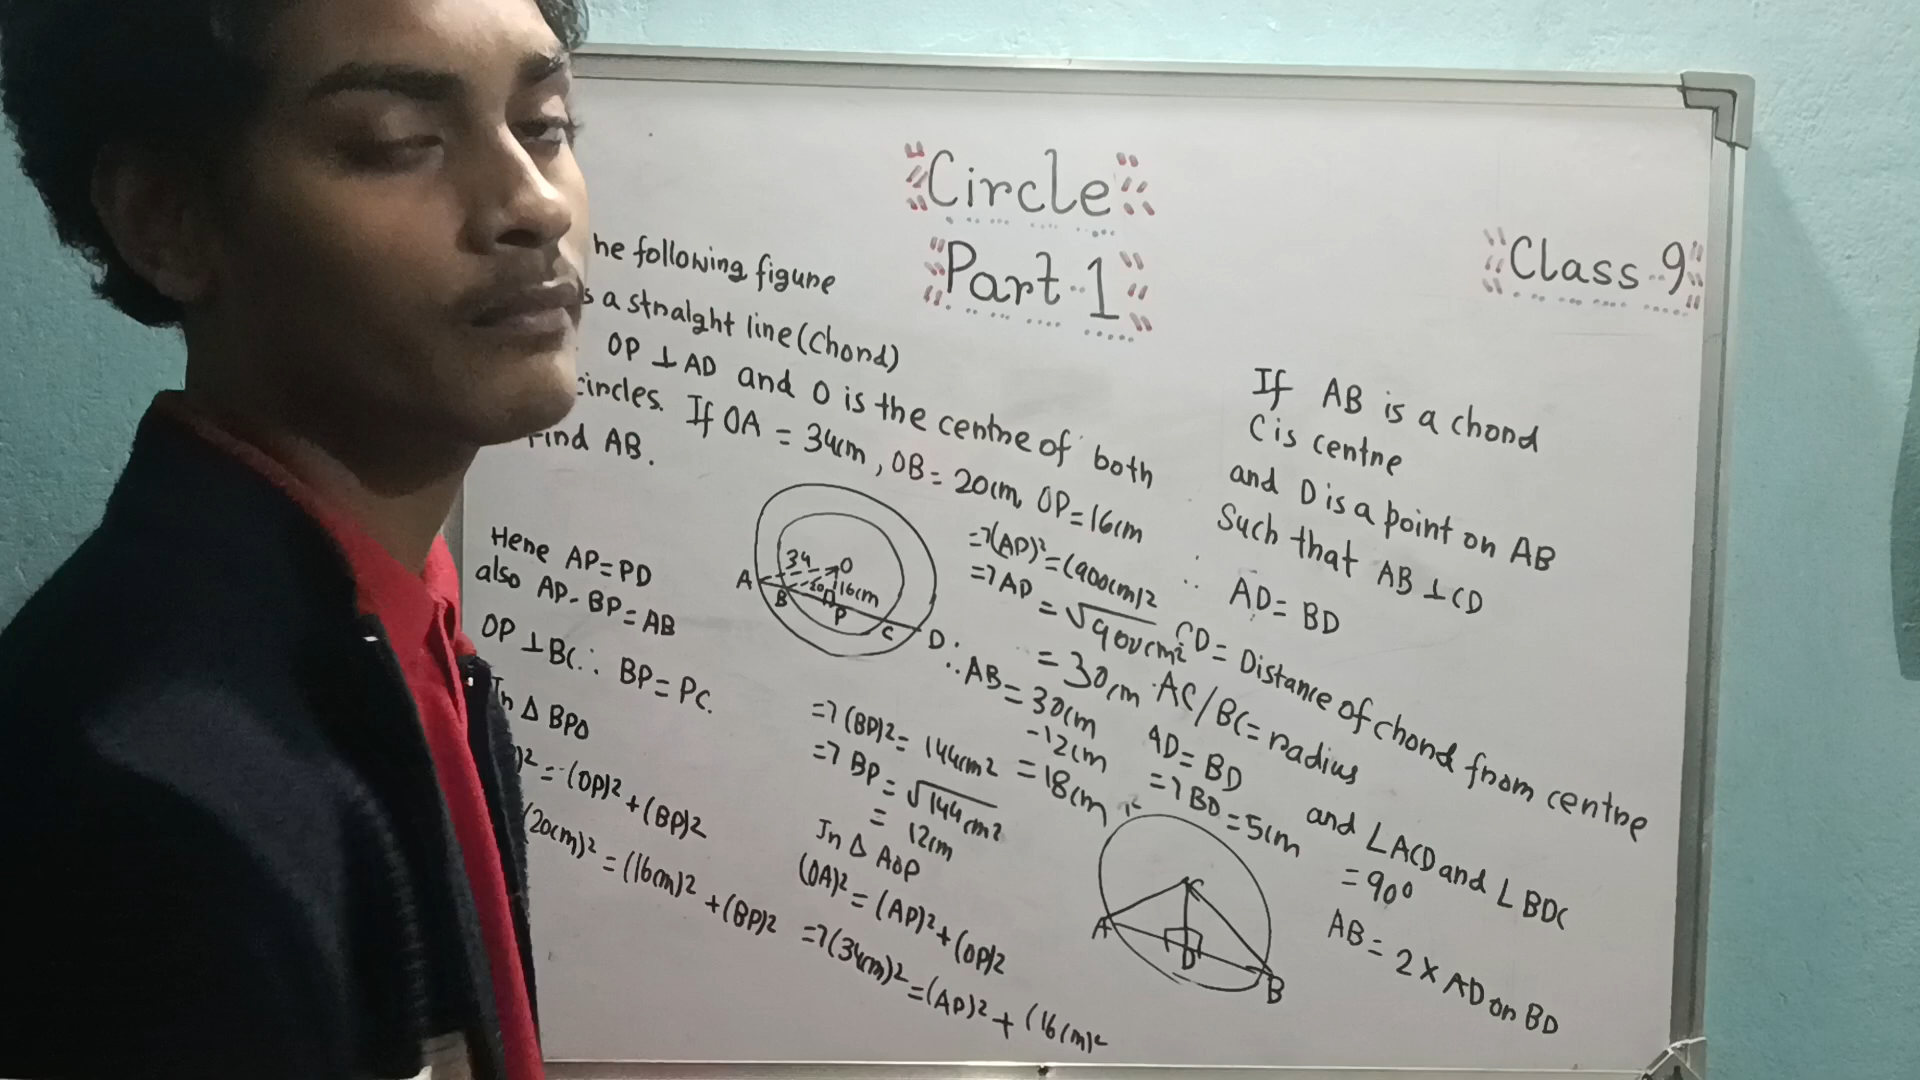 Circle
Part-1
Class-9
he following figure
s a straight line (chord)
OP ⊥ AD and O is the centre of both
circles. If OA = 34cm, OB = 20cm, OP = 16cm
Find AB.
Here AP = PD
also AP - BP = AB
OP ⊥ BC ∴ BP = PC.
In Δ BPO
)² = (OP)² + (BP)²
(20cm)² = (16cm)² + (BP)²
34
O
A
20
16cm
B
P
C
D
=> (BP)² = 144cm²
=> BP = √144cm²
= 12cm
In Δ AOP
(OA)² = (AP)² + (OP)²
=> (34cm)² = (AP)² + (16cm)²
=> (AP)² = (900cm)²
=> AP = √900cm²
= 30cm
∴ AB = 30cm
-12cm
= 18cm
If AB is a chord
C is centre
and D is a point on AB
Such that AB ⊥ CD
∴ AD = BD
CD = Distance of chord from centre
AC/BC = radius
AD = BD
=> BD = 5cm
and ∠ACD and ∠BDC
= 90°
AB = 2 × AD or BD
C
A
D
B